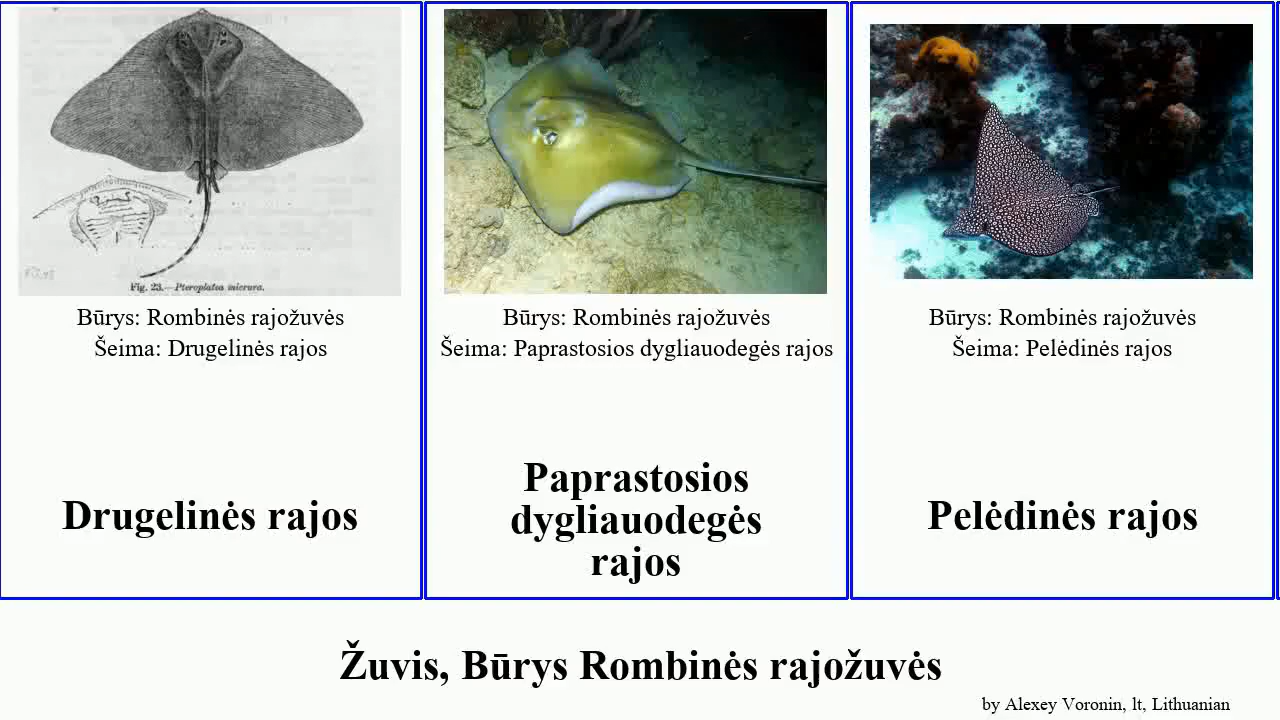 Fig. 23.—Pteroplatea micrura.
Būrys: Rombinės rajožuvės
Šeima: Drugelinės rajos
Drugelinės rajos
Būrys: Rombinės rajožuvės
Šeima: Paprastosios dygliauodegės rajos
Paprastosios
dygliauodegės
rajos
Būrys: Rombinės rajožuvės
Šeima: Pelėdinės rajos
Pelėdinės rajos
Žuvis, Būrys Rombinės rajožuvės
by Alexey Voronin, lt, Lithuanian